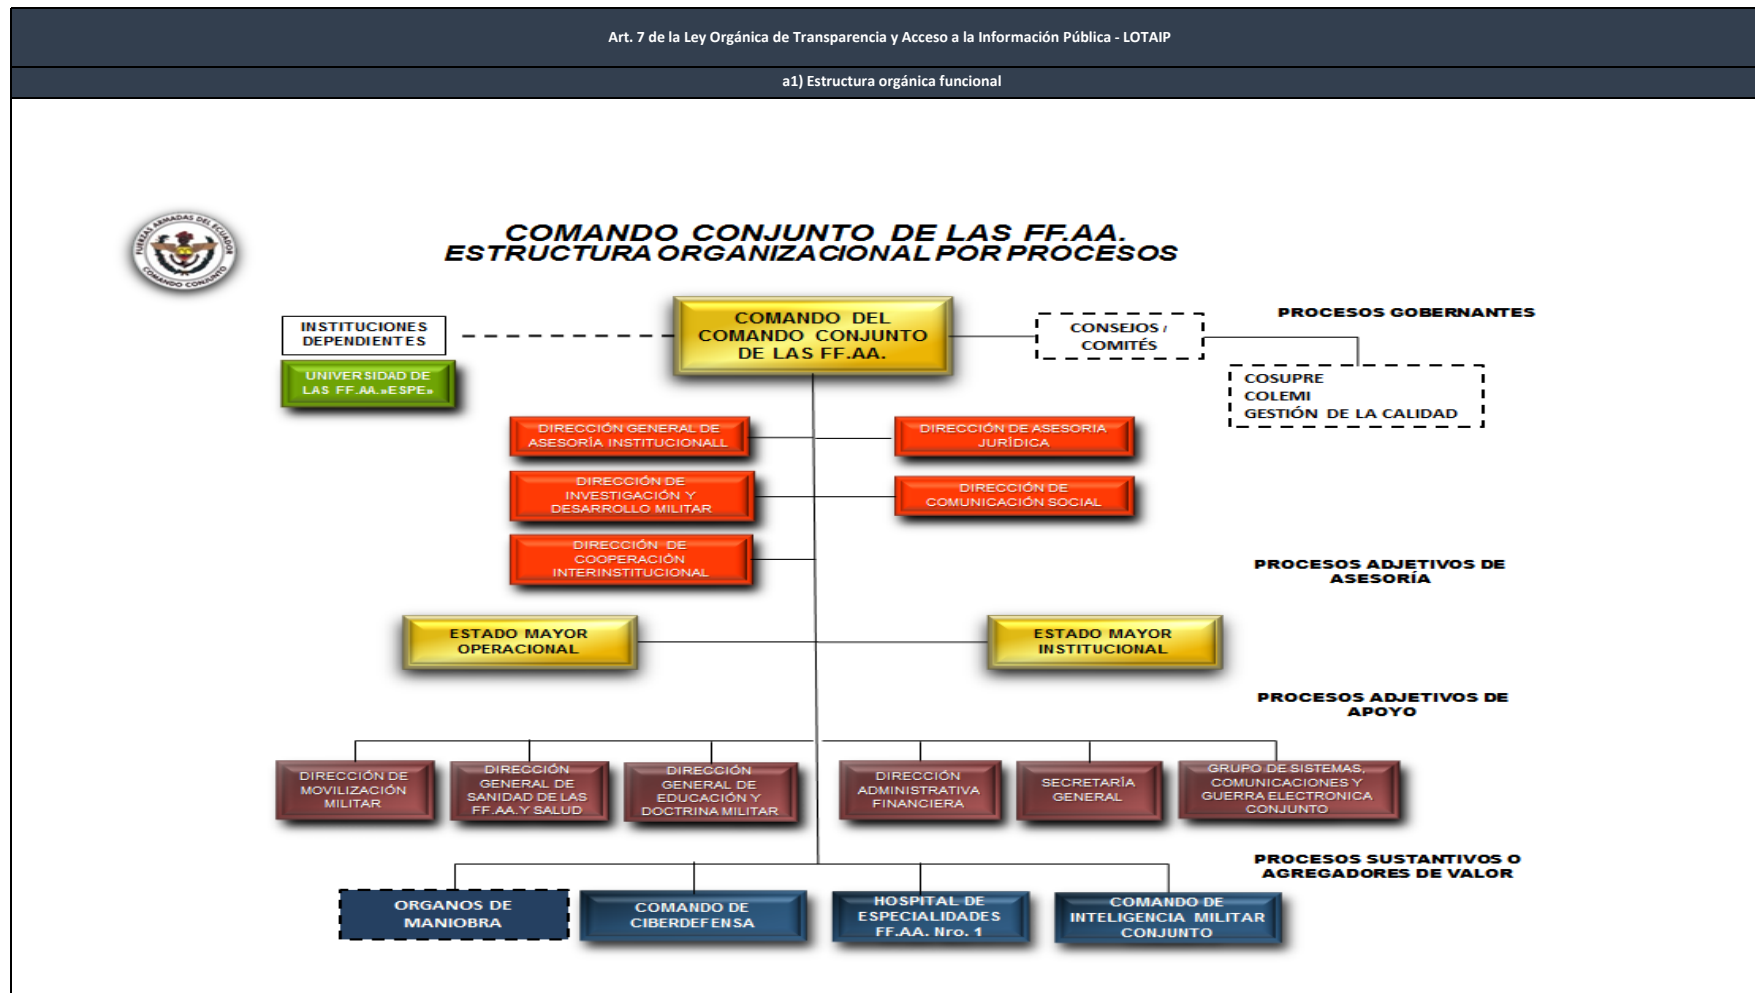 Art. 7 de la Ley Orgánica de Transparencia y Acceso a la Información Pública - LOTAIP
a1) Estructura orgánica funcional
FUERZAS ARMADAS DEL ECUADOR
COMANDO CONJUNTO
COMANDO CONJUNTO DE LAS FF.AA.
ESTRUCTURA ORGANIZACIONAL POR PROCESOS
INSTITUCIONES
DEPENDIENTES
UNIVERSIDAD DE
LAS FF.AA.»ESPE»
COMANDO DEL
COMANDO CONJUNTO
DE LAS FF.AA.
CONSEJOS /
COMITÉS
PROCESOS GOBERNANTES
COSUPRE
COLEMI
GESTIÓN DE LA CALIDAD
DIRECCIÓN GENERAL DE
ASESORÍA INSTITUCIONALL
DIRECCIÓN DE ASESORIA
JURÍDICA
DIRECCIÓN DE
INVESTIGACIÓN Y
DESARROLLO MILITAR
DIRECCIÓN DE
COMUNICACIÓN SOCIAL
DIRECCIÓN DE
COOPERACIÓN
INTERINSTITUCIONAL
PROCESOS ADJETIVOS DE
ASESORÍA
ESTADO MAYOR
OPERACIONAL
ESTADO MAYOR
INSTITUCIONAL
PROCESOS ADJETIVOS DE
APOYO
DIRECCIÓN DE
MOVILIZACIÓN
MILITAR
DIRECCIÓN
GENERAL DE
SANIDAD DE LAS
FF.AA.Y SALUD
DIRECCIÓN
GENERAL DE
EDUCACIÓN Y
DOCTRINA MILITAR
DIRECCIÓN
ADMINISTRATIVA
FINANCIERA
SECRETARÍA
GENERAL
GRUPO DE SISTEMAS,
COMUNICACIONES Y
GUERRA ELECTRONICA
CONJUNTO
PROCESOS SUSTANTIVOS O
AGREGADORES DE VALOR
ORGANOS DE
MANIOBRA
COMANDO DE
CIBERDEFENSA
HOSPITAL DE
ESPECIALIDADES
FF.AA. Nro. 1
COMANDO DE
INTELIGENCIA MILITAR
CONJUNTO